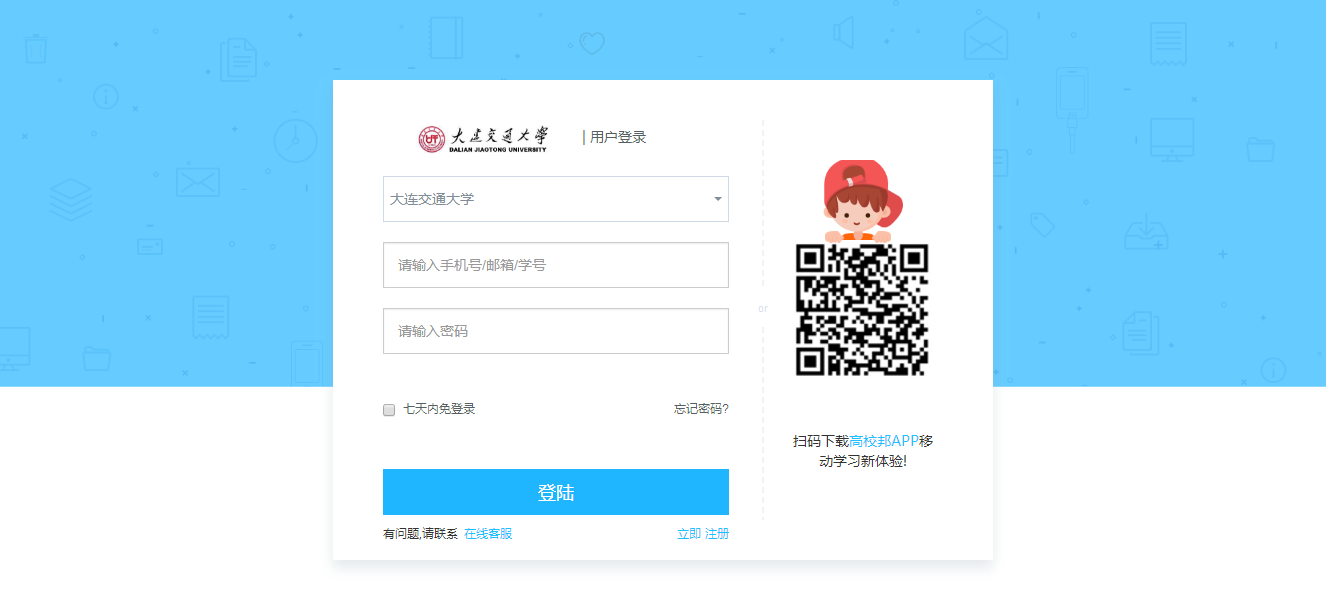 大连交通大学
DALIAN JIAOTONG UNIVERSITY
| 用户登录
大连交通大学
请输入手机号/邮箱/学号
请输入密码
七天内免登录
忘记密码?
登陆
有问题,请联系 在线客服
立即 注册
or
扫码下载高校邦APP移
动学习新体验!